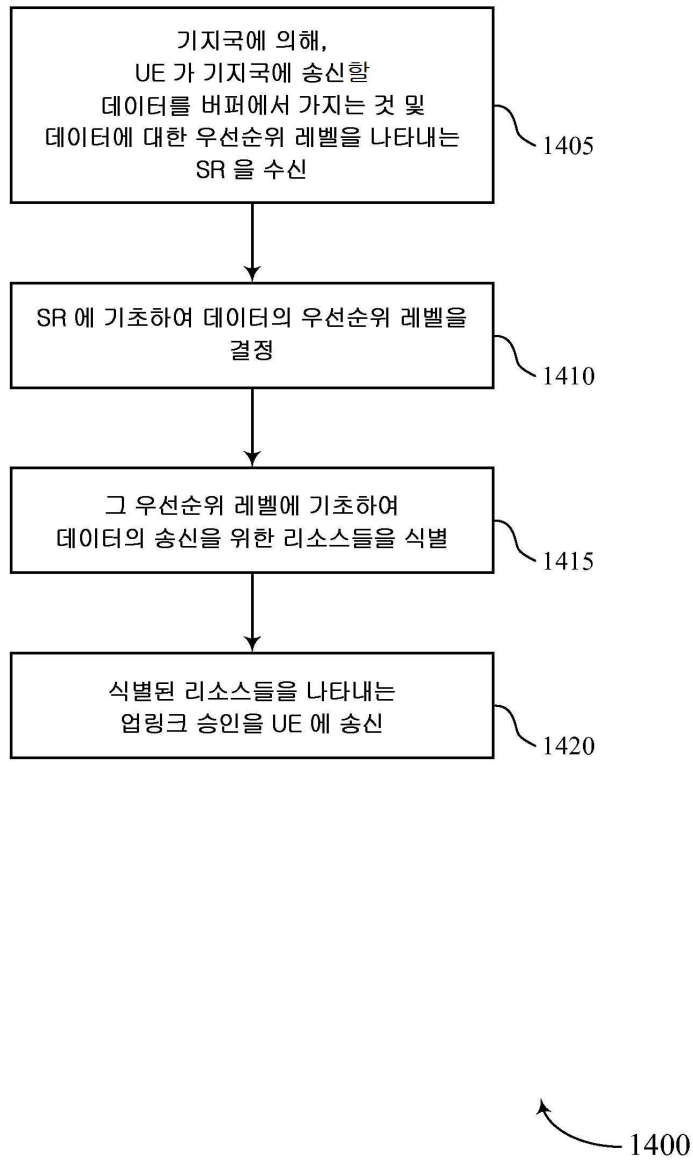 기지국에 의해,
UE 가 기지국에 송신할
데이터를 버퍼에서 가지는 것 및
데이터에 대한 우선순위 레벨을 나타내는
SR 을 수신
1405
SR 에 기초하여 데이터의 우선순위 레벨을
결정
1410
그 우선순위 레벨에 기초하여
데이터의 송신을 위한 리소스들을 식별
1415
식별된 리소스들을 나타내는
업링크 승인을 UE 에 송신
1420
1400